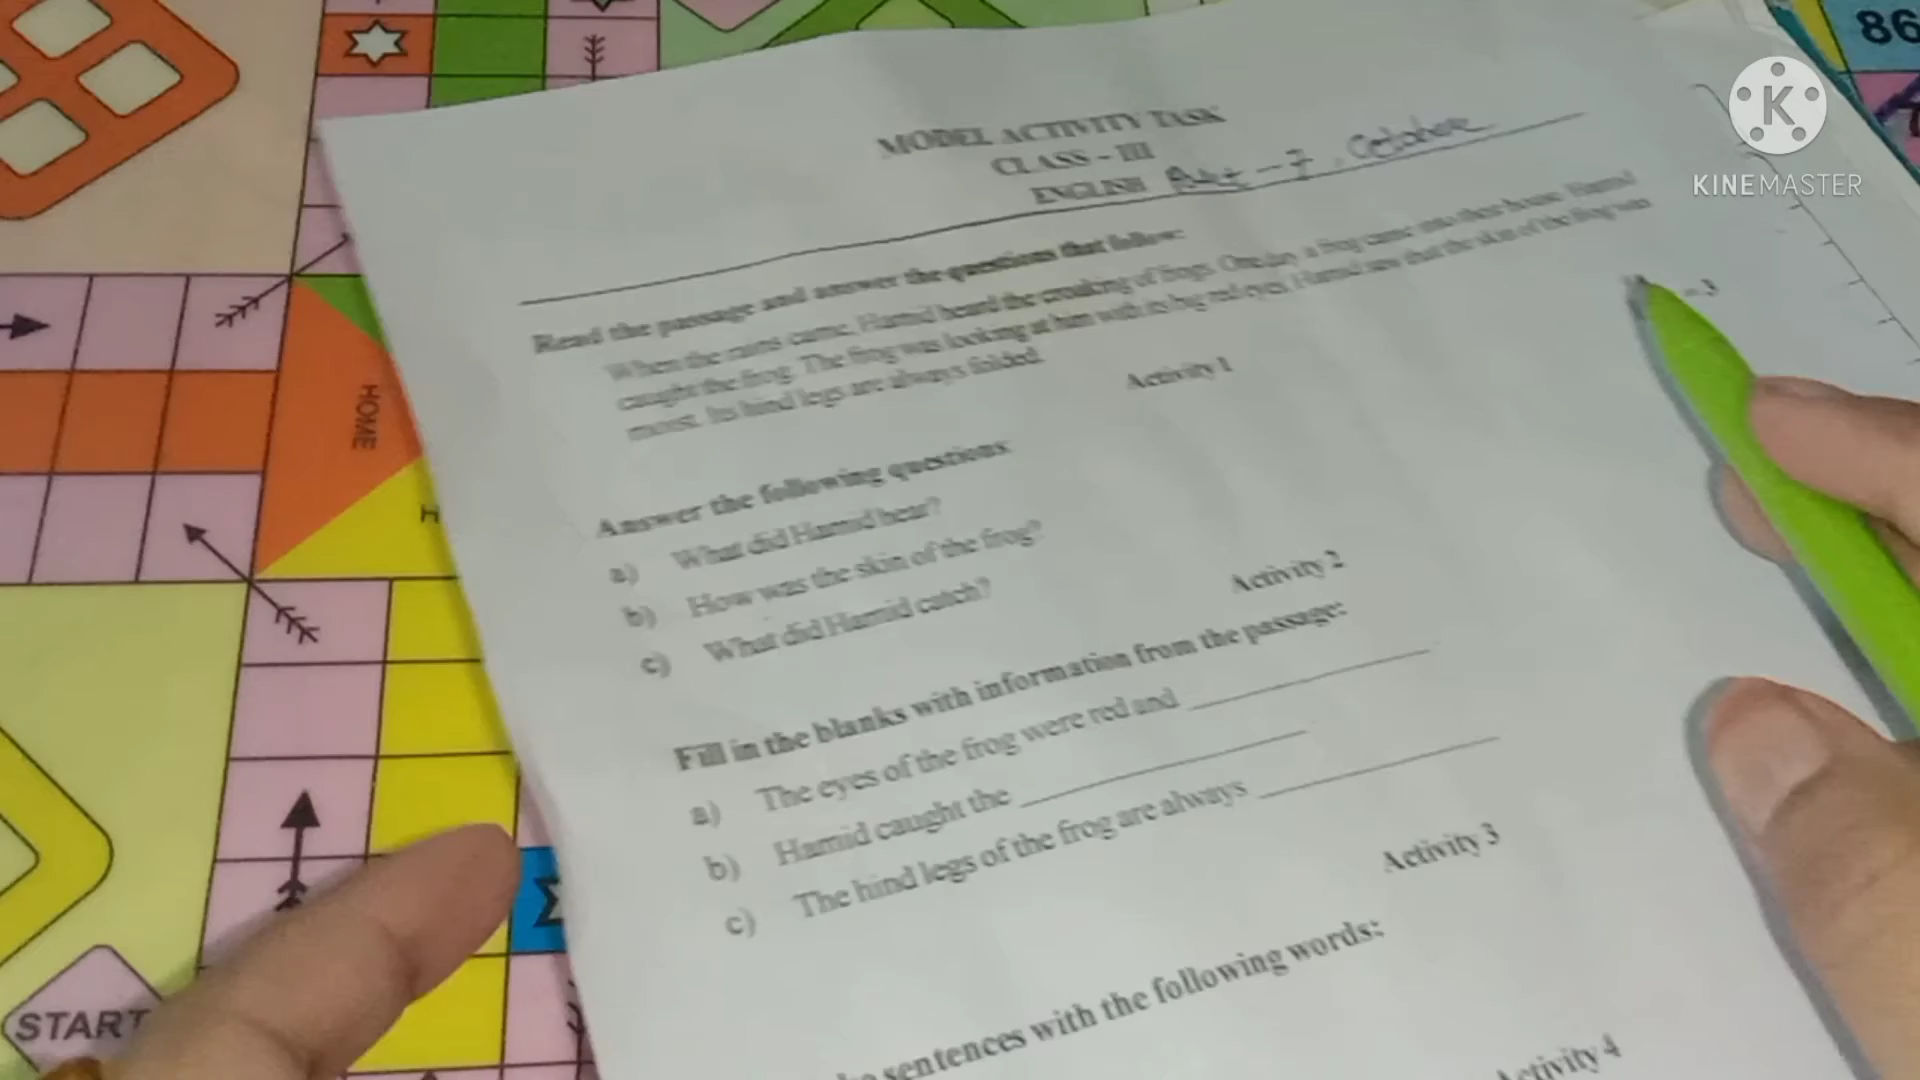 86
KINEMASTER
MODEL ACTIVITY TASK
CLASS - III
ENGLISH Part - 7, October
Read the passage and answer the questions that follow:
When the rains came, Hamid heard the croaking of frogs. One day a frog came into their house. Hamid
caught the frog. The frog was looking at him with its big red eyes. Hamid saw that the skin of the frog was
moist. Its hind legs are always folded.
Activity 1
= 3
Answer the following questions
a) What did Hamid hear?
b) How was the skin of the frog?
c) What did Hamid catch?
Activity 2
Fill in the blanks with information from the passage:
a) The eyes of the frog were red and
b) Hamid caught the
c) The hind legs of the frog are always
Activity 3
sentences with the following words:
ctivity 4
HOME
H
START